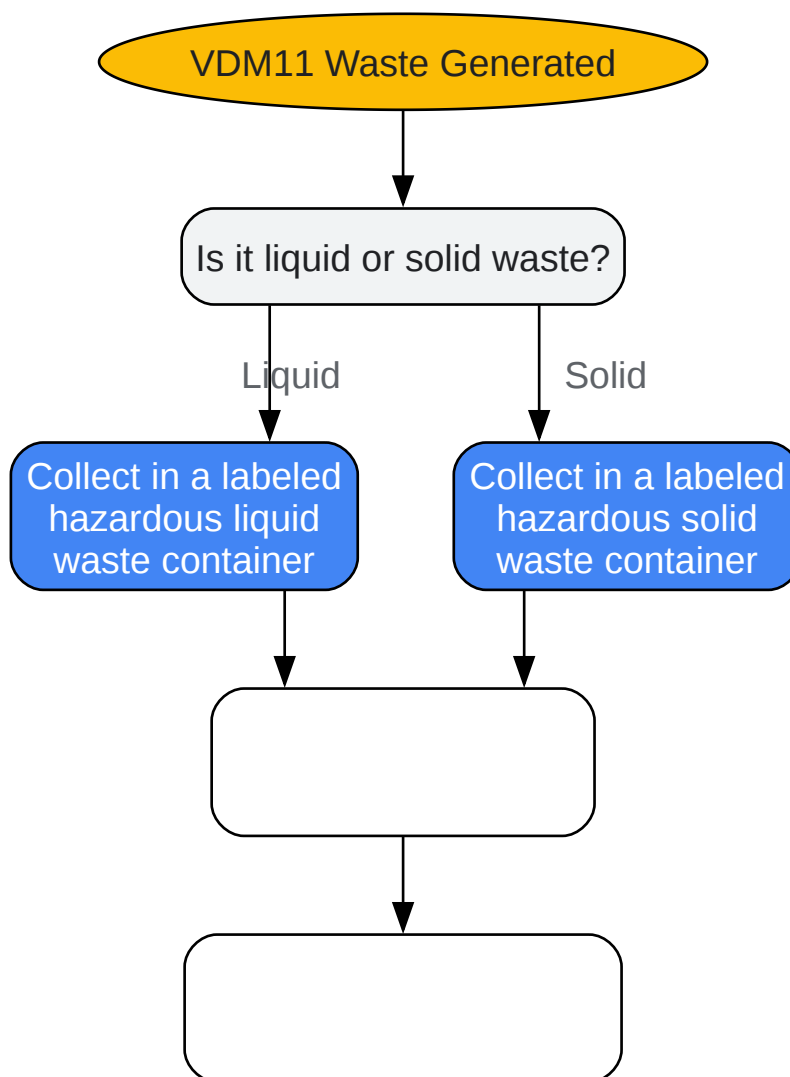 VDM11 Waste Generated
Is it liquid or solid waste?
Liquid
Solid
Collect in a labeled
hazardous liquid
waste container
Collect in a labeled
hazardous solid
waste container